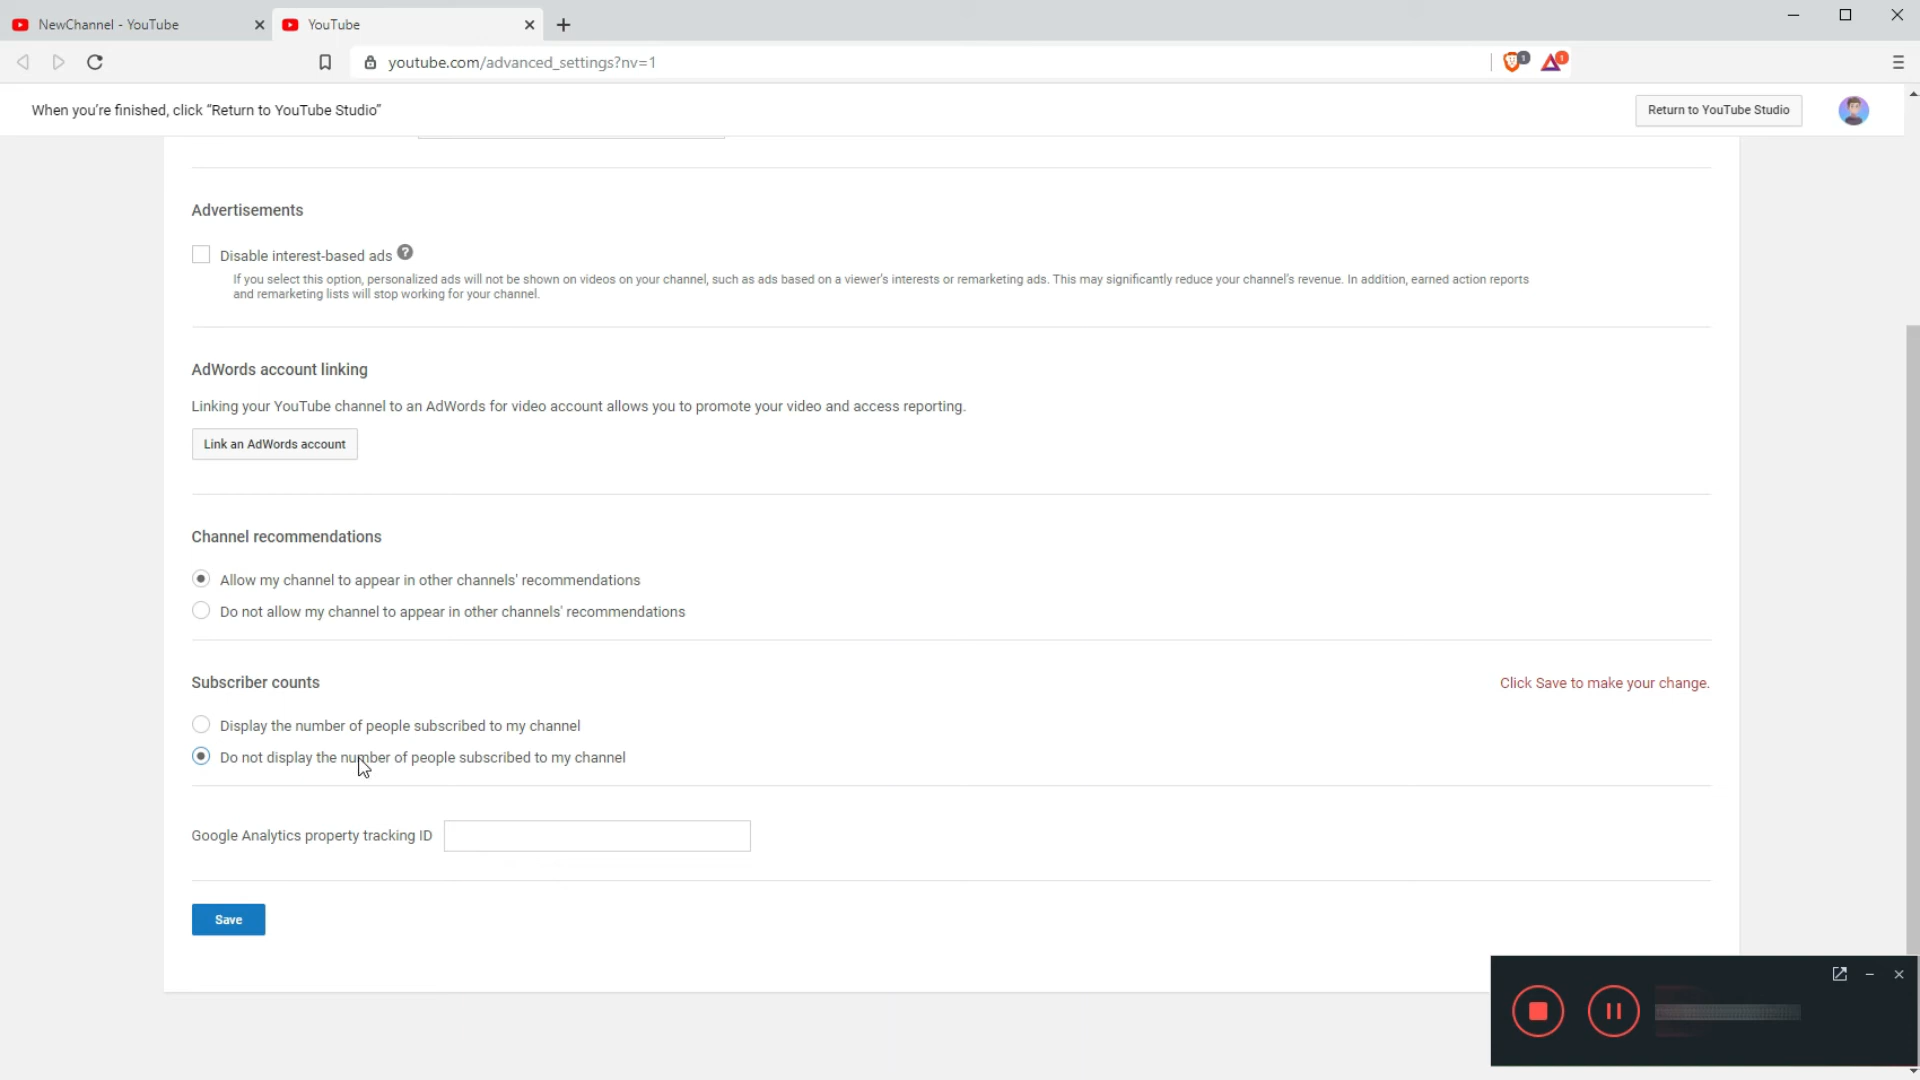 NewChannel - YouTube
YouTube
youtube.com/advanced_settings?nv=1
1
1
When you're finished, click “Return to YouTube Studio”
Return to YouTube Studio
Advertisements
Disable interest-based ads ?
If you select this option, personalized ads will not be shown on videos on your channel, such as ads based on a viewer's interests or remarketing ads. This may significantly reduce your channel's revenue. In addition, earned action reports
and remarketing lists will stop working for your channel.
AdWords account linking
Linking your YouTube channel to an AdWords for video account allows you to promote your video and access reporting.
Link an AdWords account
Channel recommendations
Allow my channel to appear in other channels' recommendations
Do not allow my channel to appear in other channels' recommendations
Subscriber counts
Click Save to make your change.
Display the number of people subscribed to my channel
Do not display the number of people subscribed to my channel
Google Analytics property tracking ID
Save